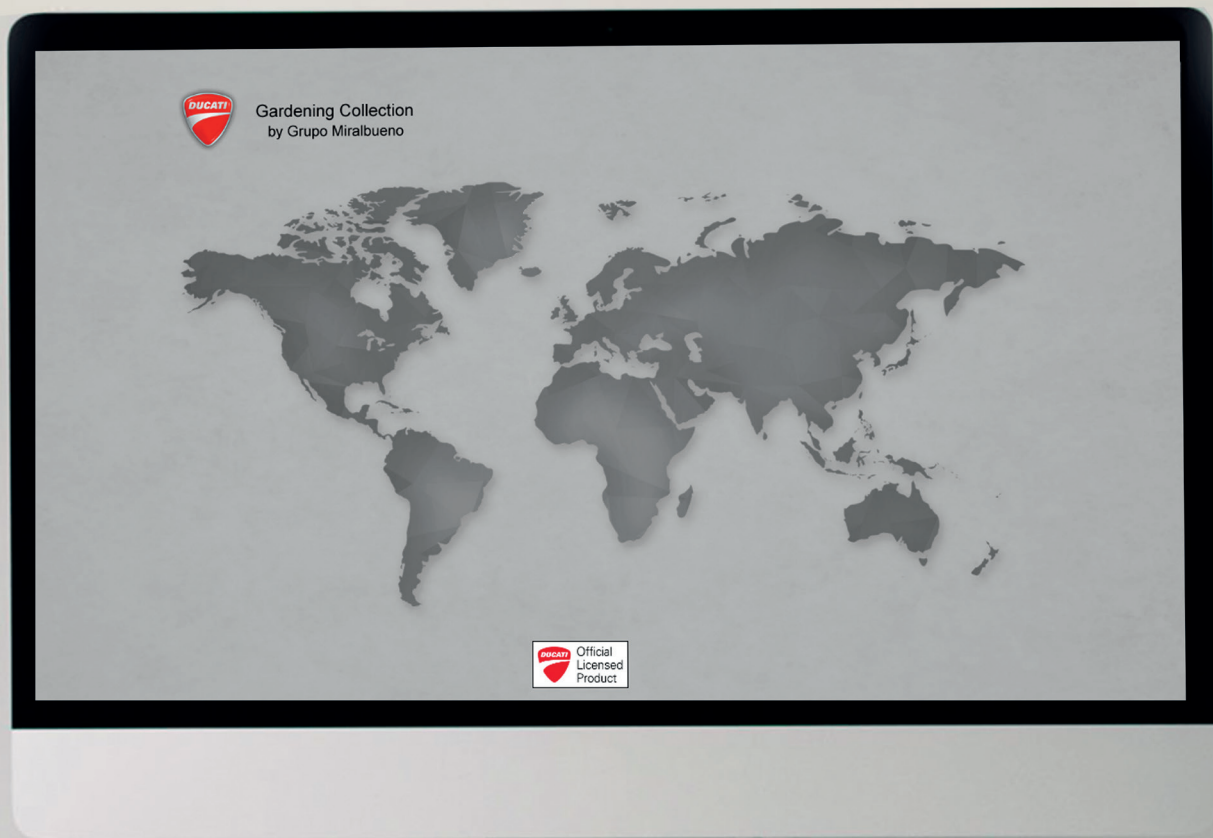 DUCATI
Gardening Collection
by Grupo Miralbueno
DUCATI
Official
Licensed
Product